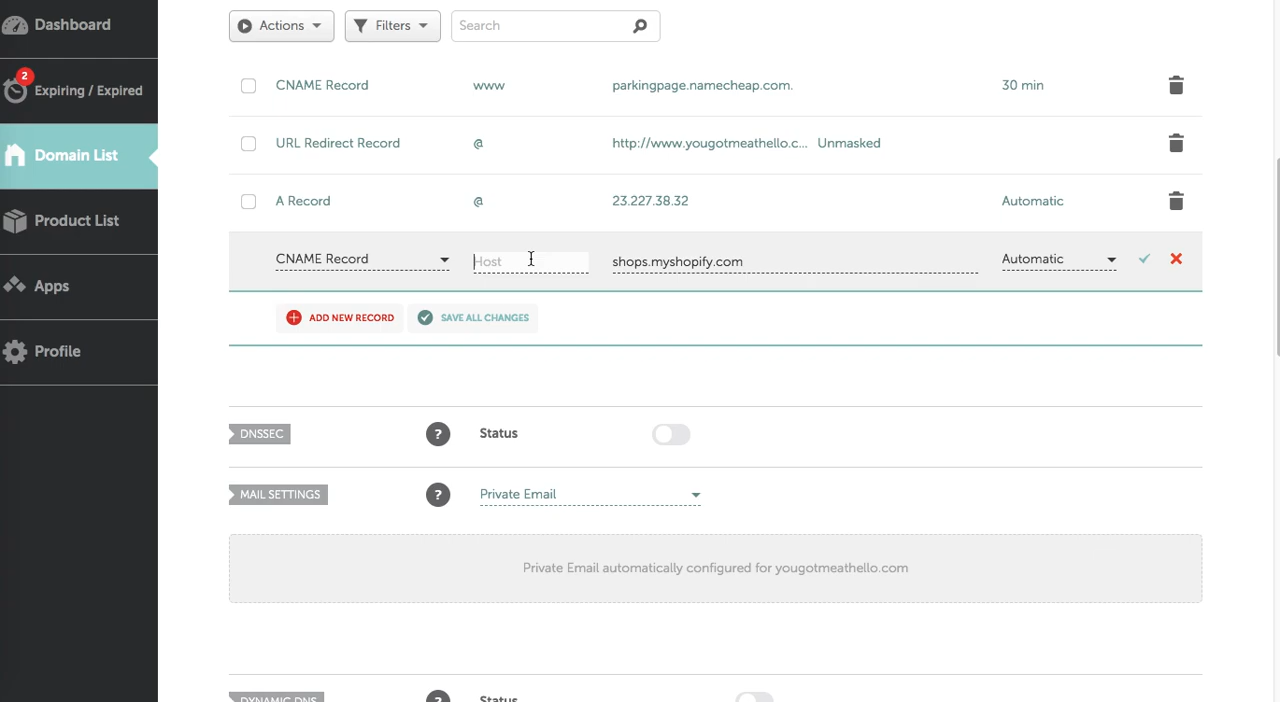 Dashboard
2
Expiring / Expired
Domain List
Product List
Apps
Profile
Actions Filters Search
CNAME Record www parkingpage.namecheap.com. 30 min
URL Redirect Record @ http://www.yougotmeathello.c... Unmasked
A Record @ 23.227.38.32 Automatic
CNAME Record Host shops.myshopify.com Automatic
ADD NEW RECORD SAVE ALL CHANGES
DNSSEC ? Status
MAIL SETTINGS ? Private Email
Private Email automatically configured for yougotmeathello.com
DYNAMIC DNS ? Status